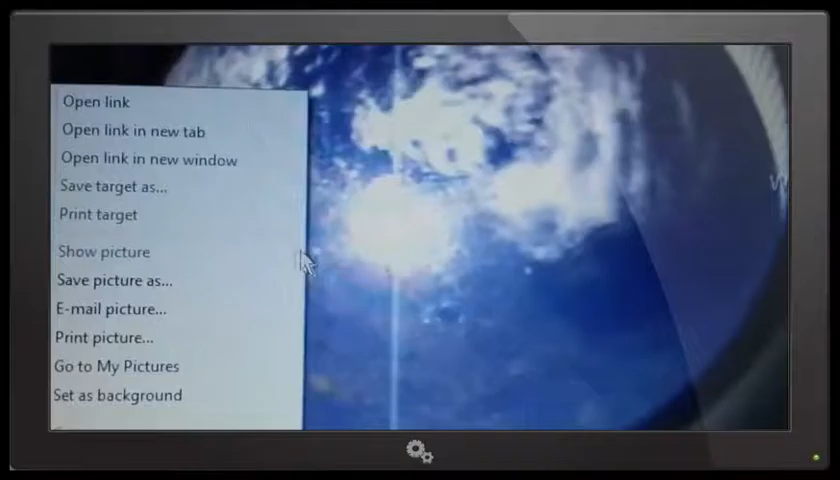 Open link
Open link in new tab
Open link in new window
Save target as...
Print target
Show picture
Save picture as...
E-mail picture...
Print picture...
Go to My Pictures
Set as background